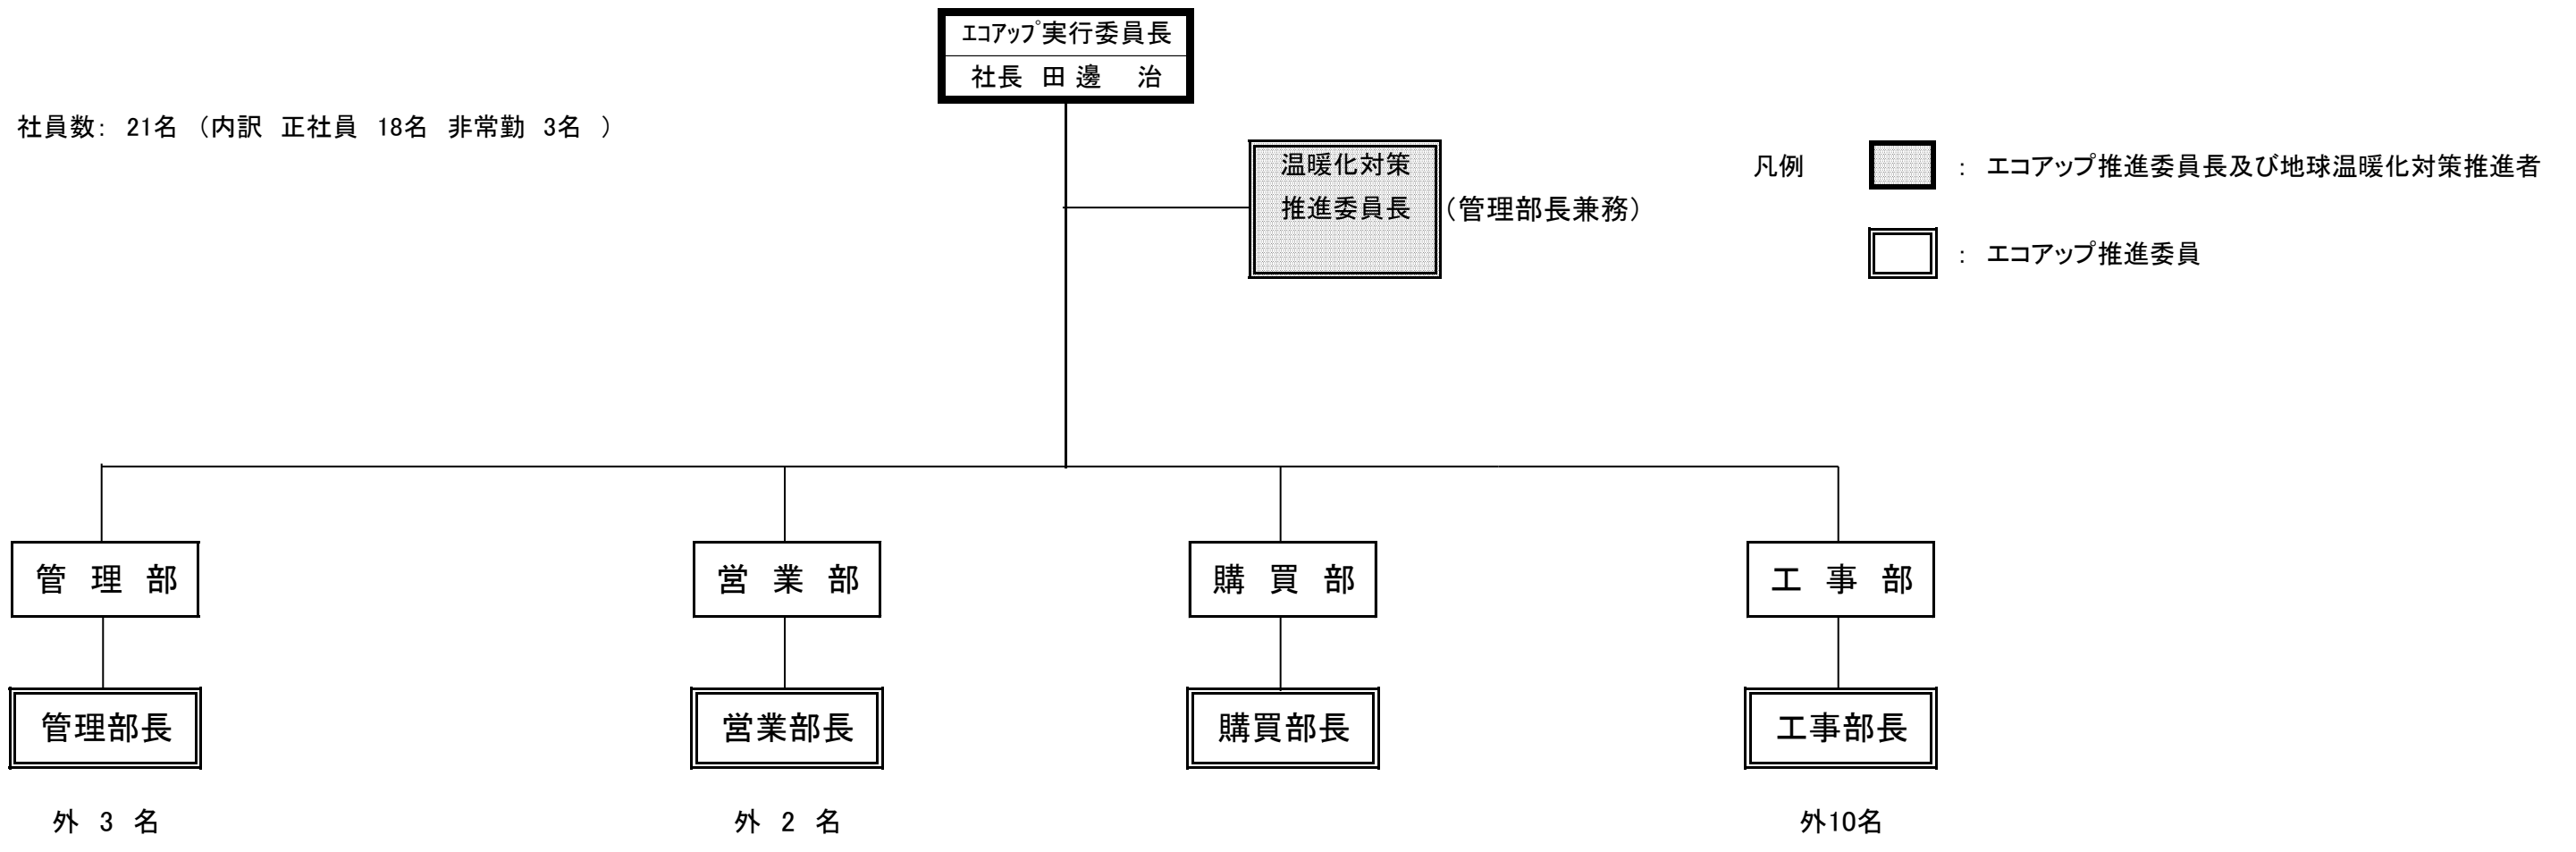 ｴｺｱｯﾌﾟ実行委員長
社長 田 邊 治
社員数： 21名 （内訳 正社員 18名 非常勤 3名 ）
温暖化対策
推進委員長
（管理部長兼務）
凡例
： エコアップ推進委員長及び地球温暖化対策推進者
： エコアップ推進委員
管 理 部
営 業 部
購 買 部
工 事 部
管理部長
営業部長
購買部長
工事部長
外 3 名
外 2 名
外10名